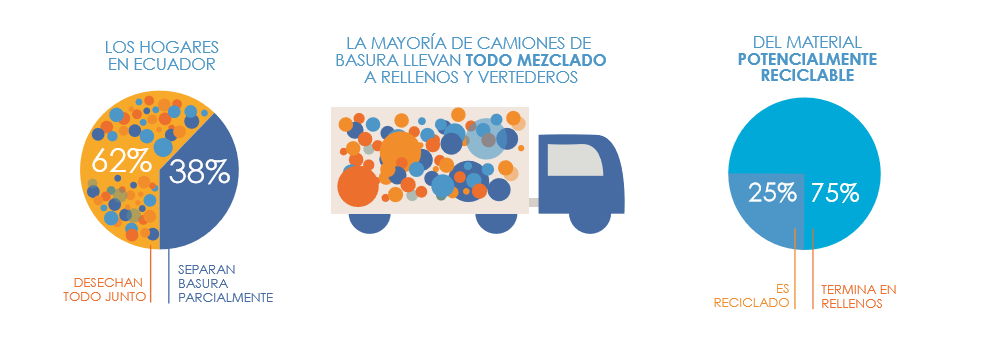 LOS HOGARES
EN ECUADOR
62%
38%
DESECHAN
TODO JUNTO
SEPARAN
BASURA
PARCIALMENTE
LA MAYORÍA DE CAMIONES DE
BASURA LLEVAN TODO MEZCLADO
A RELLENOS Y VERTEDEROS
DEL MATERIAL
POTENCIALMENTE
RECICLABLE
25%
75%
ES
RECICLADO
TERMINA EN
RELLENOS